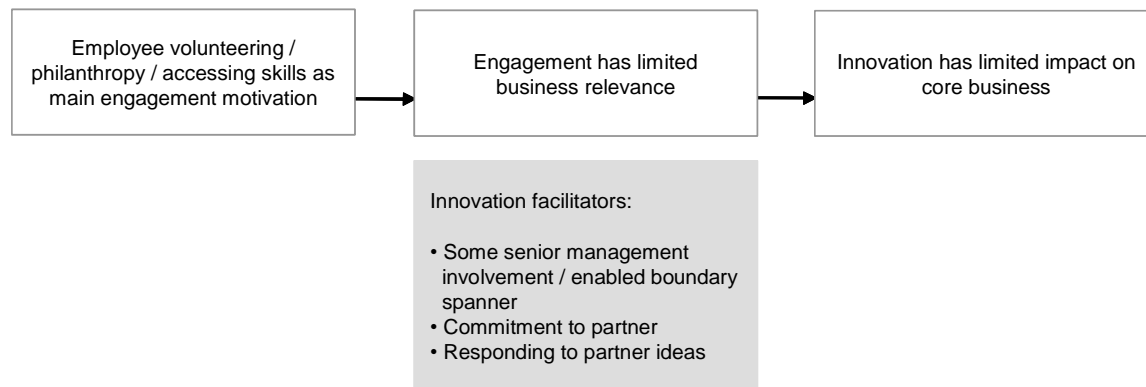 Employee volunteering /
philanthropy / accessing skills as
main engagement motivation
Engagement has limited
business relevance
Innovation has limited impact on
core business
Innovation facilitators:
• Some senior management
involvement / enabled boundary
spanner
• Commitment to partner
• Responding to partner ideas